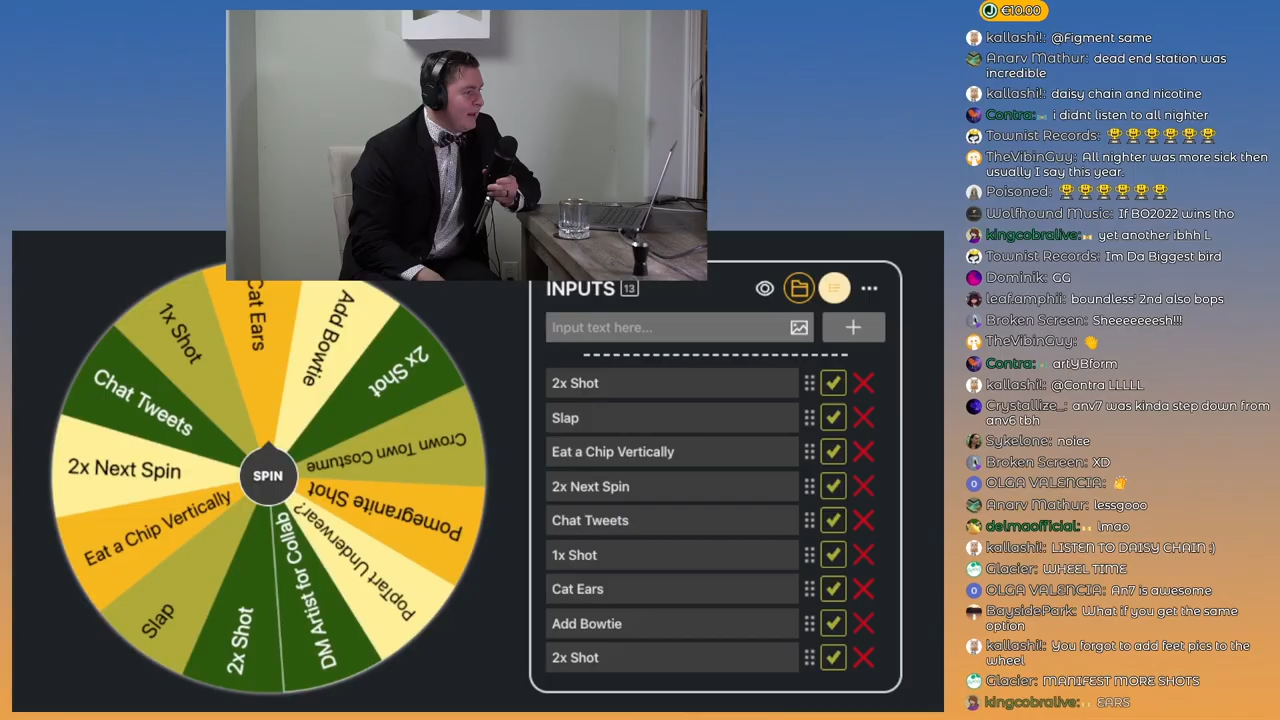 Cat Ears
Add Bowtie
2x Shot
Crown Town Costume
Pomegranite Shot
PopTart Underwear?
DM Artist for Collab
2x Shot
Slap
Eat a Chip Vertically
2x Next Spin
Chat Tweets
1x Shot
SPIN
INPUTS 13
Input text here...
2x Shot
Slap
Eat a Chip Vertically
2x Next Spin
Chat Tweets
1x Shot
Cat Ears
Add Bowtie
2x Shot
€10.00
kallashi!: @Figment same
Anarv Mathur: dead end station was
incredible
kallashi!: daisy chain and nicotine
Contra: i didnt listen to all nighter
Townist Records:
TheVibinGuy: All nighter was more sick then
usually I say this year.
Poisoned:
Wolfhound Music: If BO2022 wins tho
kingcobralive: yet another ibhh L
Townist Records: Im Da Biggest bird
Dominik: GG
leaf.amphii: boundless' 2nd also bops
Broken Screen: Sheeeeeeesh!!!
TheVibinGuy:
Contra: artyBform
kallashi!: @Contra LLLLL
Crystallize_: anv7 was kinda step down from
anv6 tbh
Sykelone: noice
Broken Screen: XD
OLGA VALENCIA:
Anarv Mathur: lessgooo
delmaofficial: lmao
kallashi!: LISTEN TO DAISY CHAIN :)
Glacier: WHEEL TIME
OLGA VALENCIA: An7 is awesome
BaysidePark: What if you get the same
option
kallashi!: You forgot to add feet pics to the
wheel
Glacier: MANIFEST MORE SHOTS
kingcobralive: EARS